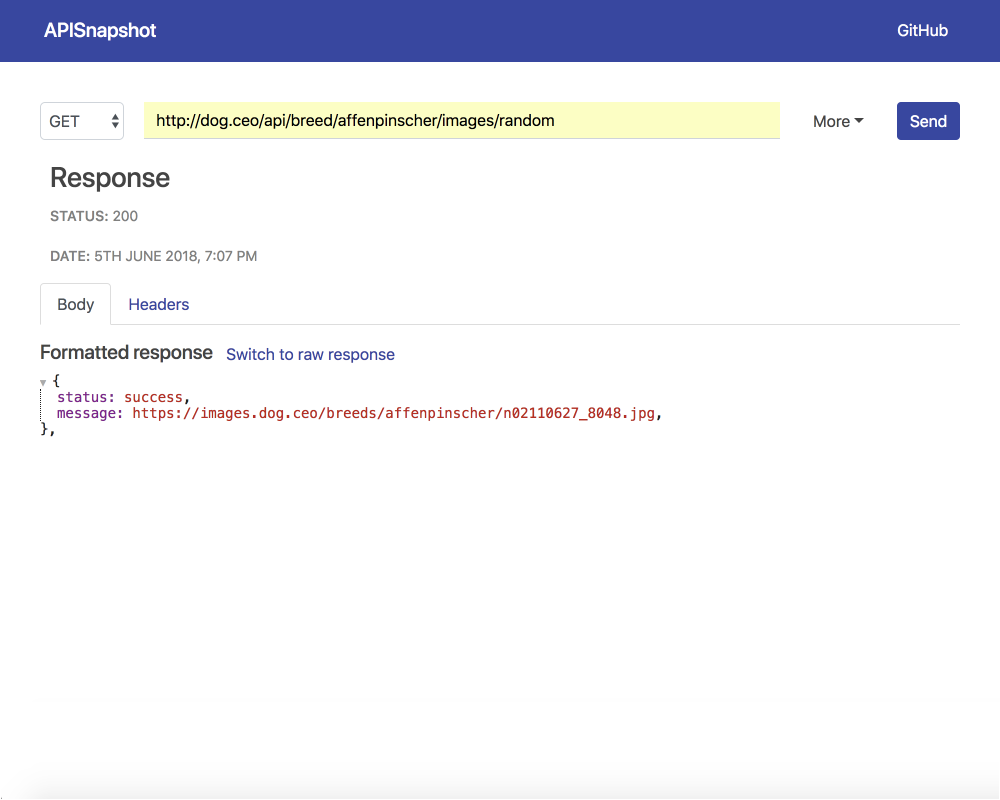 APISnapshot GitHub
GET http://dog.ceo/api/breed/affenpinscher/images/random More Send
Response
STATUS: 200
DATE: 5TH JUNE 2018, 7:07 PM
Body Headers
Formatted response Switch to raw response
{
status: success,
message: https://images.dog.ceo/breeds/affenpinscher/n02110627_8048.jpg,
},